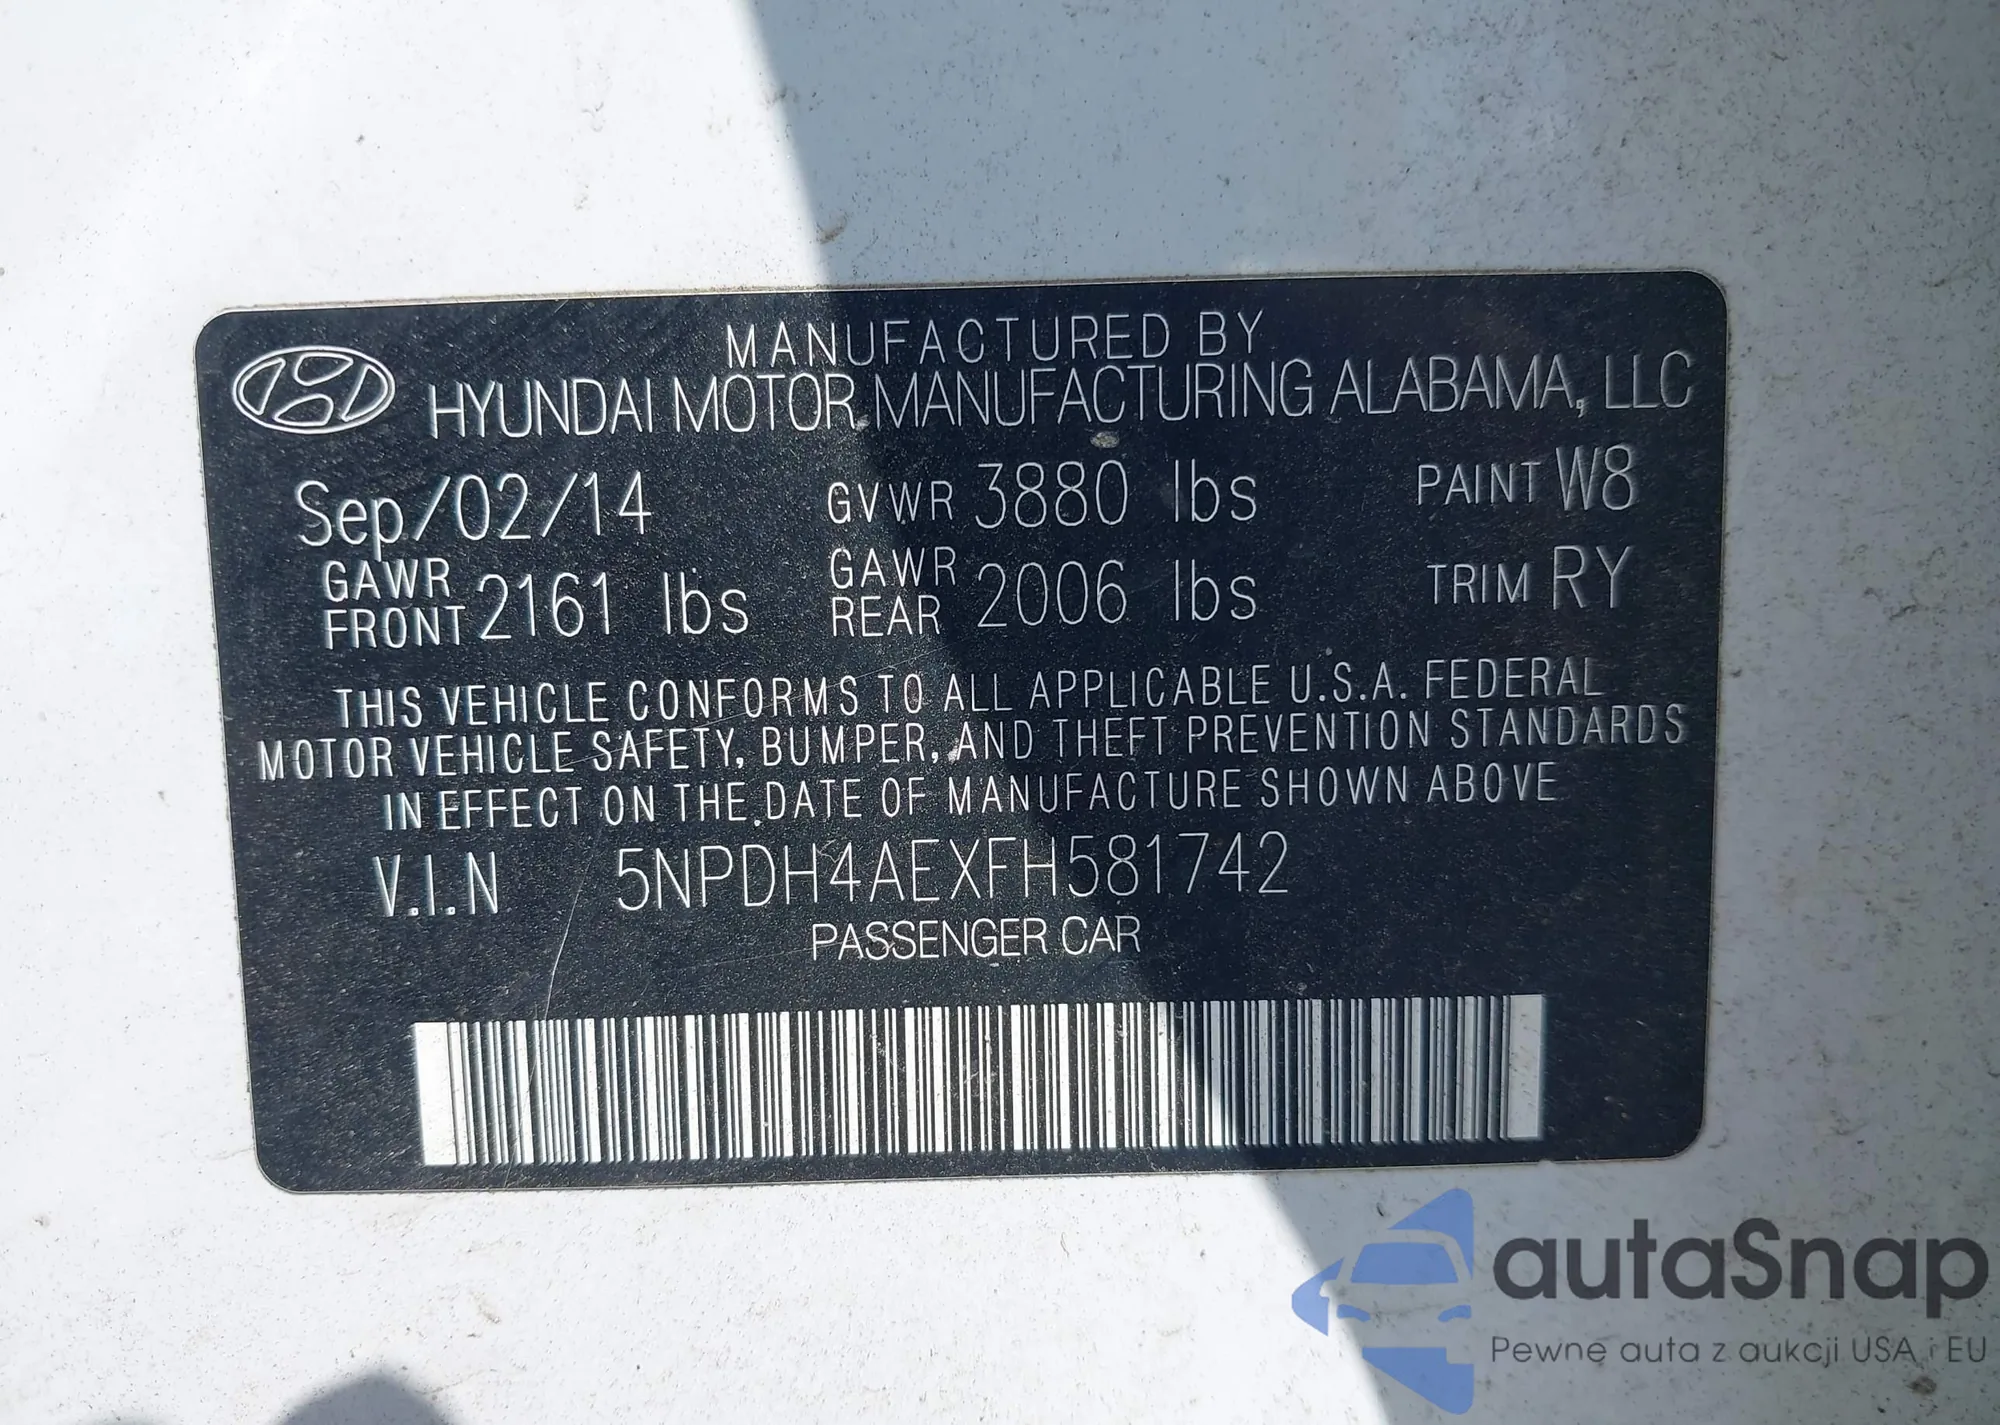 MANUFACTURED BY
HYUNDAI MOTOR MANUFACTURING ALABAMA, LLC
Sep/02/14 GVWR 3880 lbs PAINT W8
GAWR FRONT 2161 lbs GAWR REAR 2006 lbs TRIM RY
THIS VEHICLE CONFORMS TO ALL APPLICABLE U.S.A. FEDERAL
MOTOR VEHICLE SAFETY, BUMPER, AND THEFT PREVENTION STANDARDS
IN EFFECT ON THE DATE OF MANUFACTURE SHOWN ABOVE
V.I.N 5NPDH4AEXFH581742
PASSENGER CAR
autaSnap
Pewne auta z aukcji USA i EU